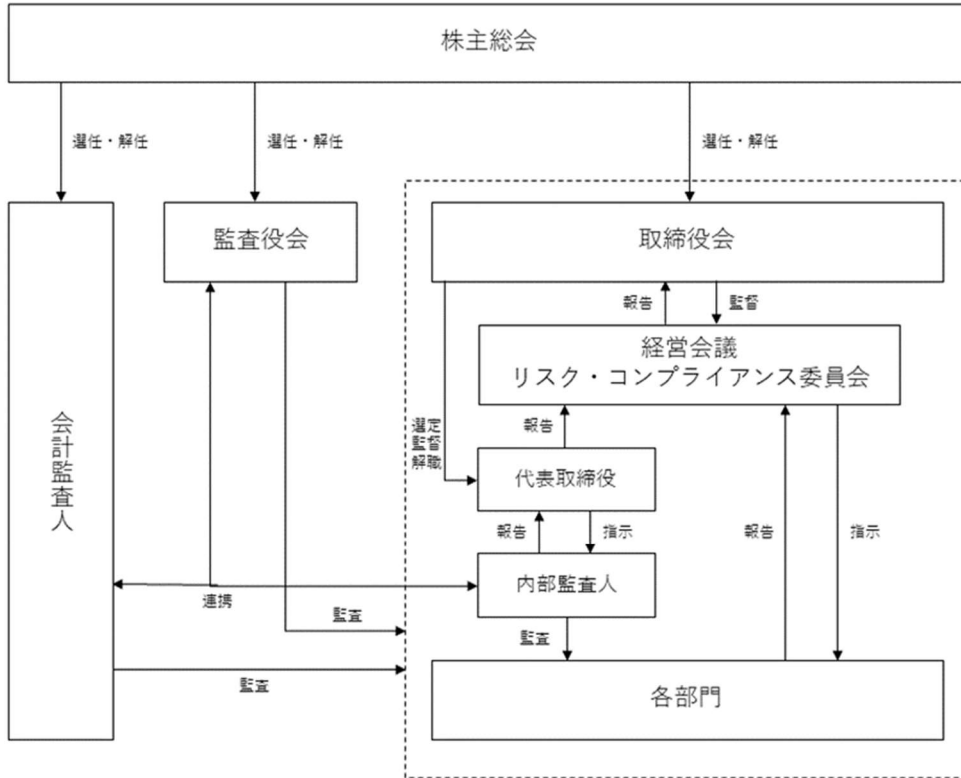 株主総会
選任・解任
選任・解任
選任・解任
会計監査人
監査役会
取締役会
報告
監督
経営会議
リスク・コンプライアンス委員会
選定
監督
解職
報告
代表取締役
報告
指示
報告
指示
内部監査人
連携
監査
監査
監査
各部門